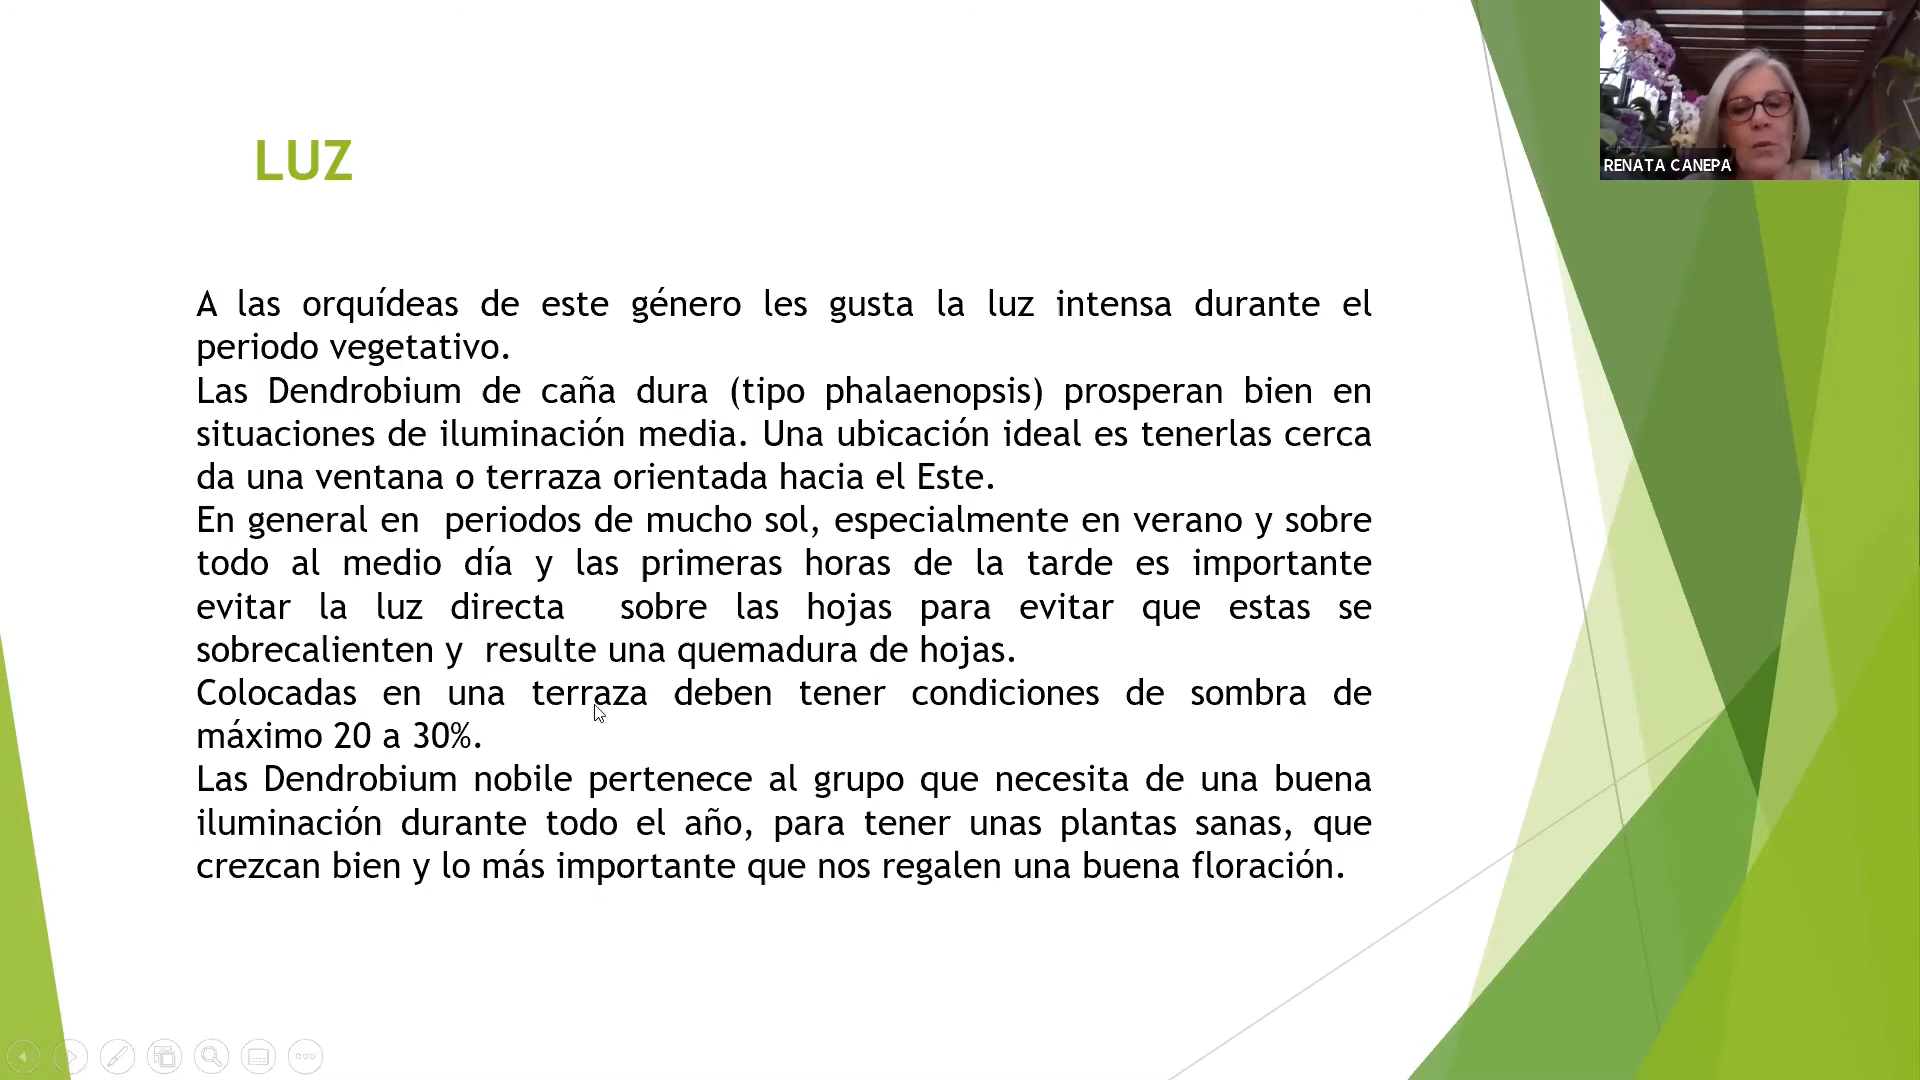 RENATA CANEPA
LUZ
A las orquídeas de este género les gusta la luz intensa durante el
periodo vegetativo.
Las Dendrobium de caña dura (tipo phalaenopsis) prosperan bien en
situaciones de iluminación media. Una ubicación ideal es tenerlas cerca
da una ventana o terraza orientada hacia el Este.
En general en periodos de mucho sol, especialmente en verano y sobre
todo al medio día y las primeras horas de la tarde es importante
evitar la luz directa sobre las hojas para evitar que estas se
sobrecalienten y resulte una quemadura de hojas.
Colocadas en una terraza deben tener condiciones de sombra de
máximo 20 a 30%.
Las Dendrobium nobile pertenece al grupo que necesita de una buena
iluminación durante todo el año, para tener unas plantas sanas, que
crezcan bien y lo más importante que nos regalen una buena floración.